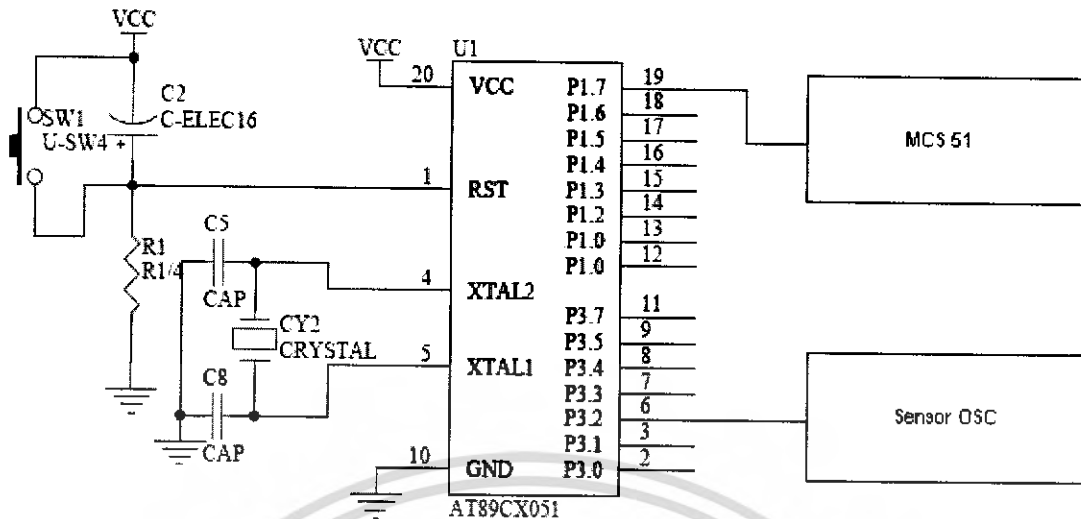 VCC
SW1
U-SW4
C2
C-ELEC16
+
R1
R1/4
C5
CAP
CY2
CRYSTAL
C8
CAP
VCC
U1
20 VCC
1 RST
4 XTAL2
5 XTAL1
10 GND
P1.7 19
P1.6 18
P1.5 17
P1.4 16
P1.3 15
P1.2 14
P1.0 13
P1.0 12
P3.7 11
P3.5 9
P3.4 8
P3.3 7
P3.2 6
P3.1 3
P3.0 2
AT89CX051
MCS 51
Sensor OSC